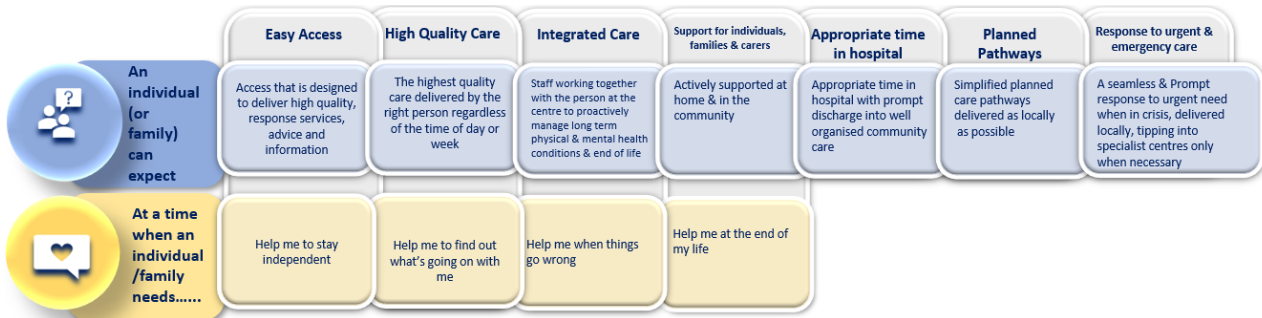 Easy Access
High Quality Care
Integrated Care
Support for individuals,
families & carers
Appropriate time
in hospital
Planned
Pathways
Response to urgent &
emergency care
An
individual
(or
family)
can
expect
Access that is designed
to deliver high quality,
response services,
advice and
information
The highest quality
care delivered by the
right person regardless
of the time of day or
week
Staff working together
with the person at the
centre to proactively
manage long term
physical & mental health
conditions & end of life
Actively supported at
home & in the
community
Appropriate time in
hospital with prompt
discharge into well
organised community
care
Simplified planned
care pathways
delivered as locally
as possible
A seamless & Prompt
response to urgent need
when in crisis, delivered
locally, tipping into
specialist centres only
when necessary
At a time
when an
individual
/family
needs…...
Help me to stay
independent
Help me to find out
what's going on with
me
Help me when things
go wrong
Help me at the end of
my life